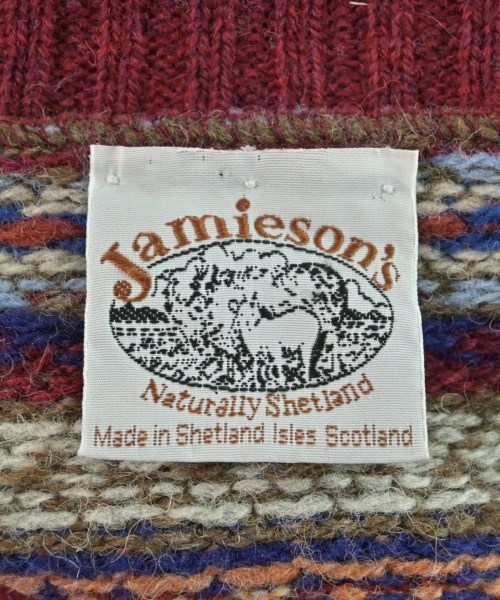 Jamieson's
Naturally Shetland
Made in Shetland Isles Scotland